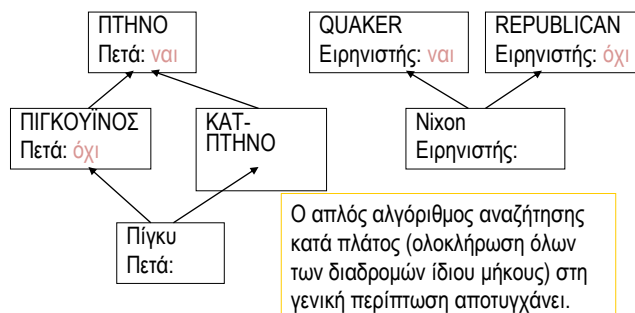 ΠΤΗΝΟ
Πετά: ναι
QUAKER
Ειρηνιστής: ναι
REPUBLICAN
Ειρηνιστής: όχι
ΠΙΓΚΟΥΪΝΟΣ
Πετά: όχι
ΚΑΤ-
ΠΤΗΝΟ
Nixon
Ειρηνιστής:
Πίγκυ
Πετά:
Ο απλός αλγόριθμος αναζήτησης
κατά πλάτος (ολοκλήρωση όλων
των διαδρομών ίδιου μήκους) στη
γενική περίπτωση αποτυγχάνει.